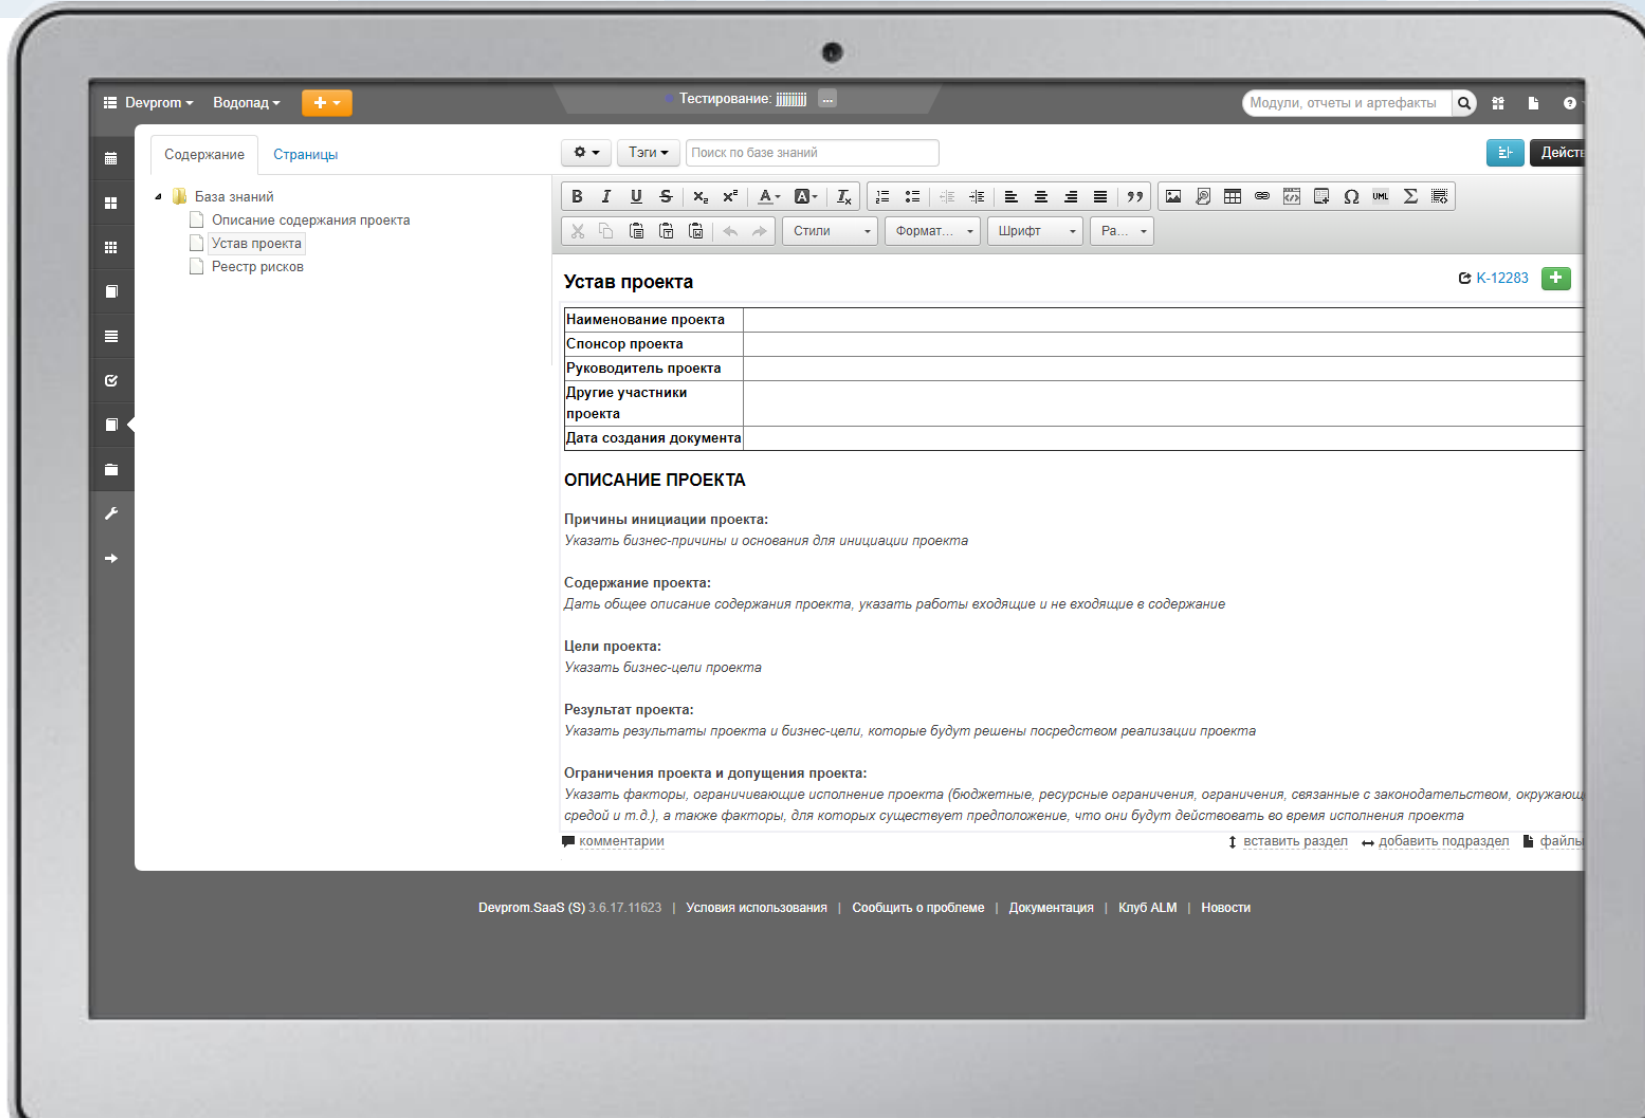 Devprom
Водопад
Тестирование: jjjjjjjjj
...
Модули, отчеты и артефакты
Содержание
Страницы
База знаний
Описание содержания проекта
Устав проекта
Реестр рисков
Тэги
Поиск по базе знаний
Действ
Стили
Формат...
Шрифт
Ра...
Устав проекта
K-12283
Наименование проекта
Спонсор проекта
Руководитель проекта
Другие участники
проекта
Дата создания документа
ОПИСАНИЕ ПРОЕКТА
Причины инициации проекта:
Указать бизнес-причины и основания для инициации проекта
Содержание проекта:
Дать общее описание содержания проекта, указать работы входящие и не входящие в содержание
Цели проекта:
Указать бизнес-цели проекта
Результат проекта:
Указать результаты проекта и бизнес-цели, которые будут решены посредством реализации проекта
Ограничения проекта и допущения проекта:
Указать факторы, ограничивающие исполнение проекта (бюджетные, ресурсные ограничения, ограничения, связанные с законодательством, окружающ
средой и т.д.), а также факторы, для которых существует предположение, что они будут действовать во время исполнения проекта
комментарии
вставить раздел
добавить подраздел
файлы
Devprom.SaaS (S) 3.6.17.11623 | Условия использования | Сообщить о проблеме | Документация | Клуб ALM | Новости